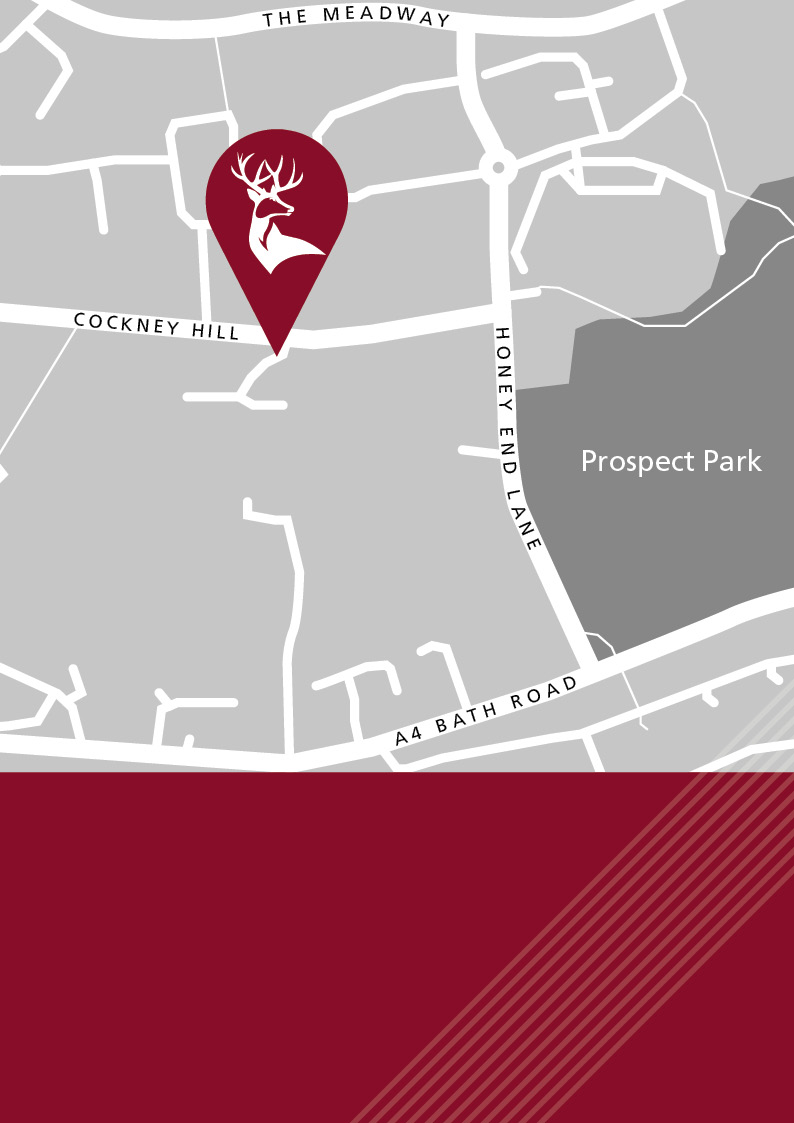 THE MEADWAY
COCKNEY HILL
HONEY END LANE
Prospect Park
A4 BATH ROAD